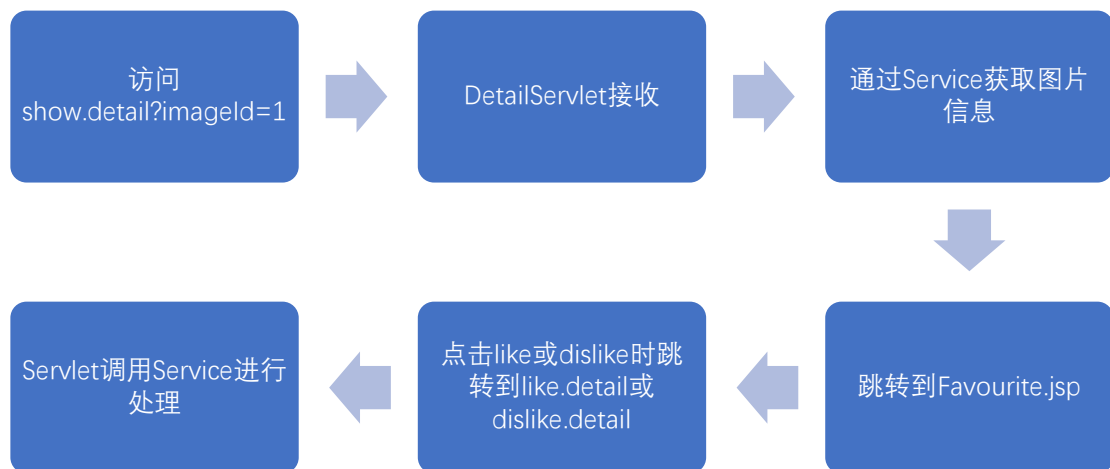 访问
show.detail?imageId=1
DetailServlet接收
通过Service获取图片
信息
跳转到Favourite.jsp
点击like或dislike时跳
转到like.detail或
dislike.detail
Servlet调用Service进行
处理